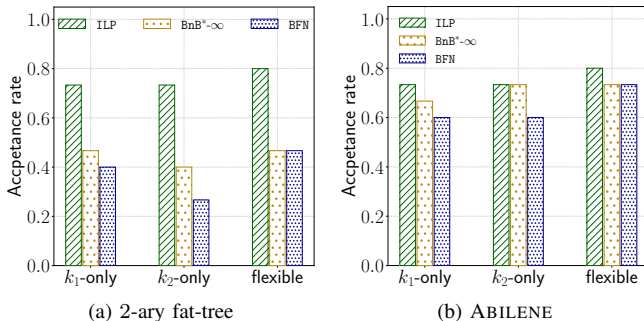 ILP BnB*-∞ BFN
Accpetance rate
1.0
0.8
0.6
0.4
0.2
0.0
k₁-only k₂-only flexible
(a) 2-ary fat-tree
ILP
BnB*-∞
BFN
Accpetance rate
1.0
0.8
0.6
0.4
0.2
0.0
k₁-only k₂-only flexible
(b) ABILENE